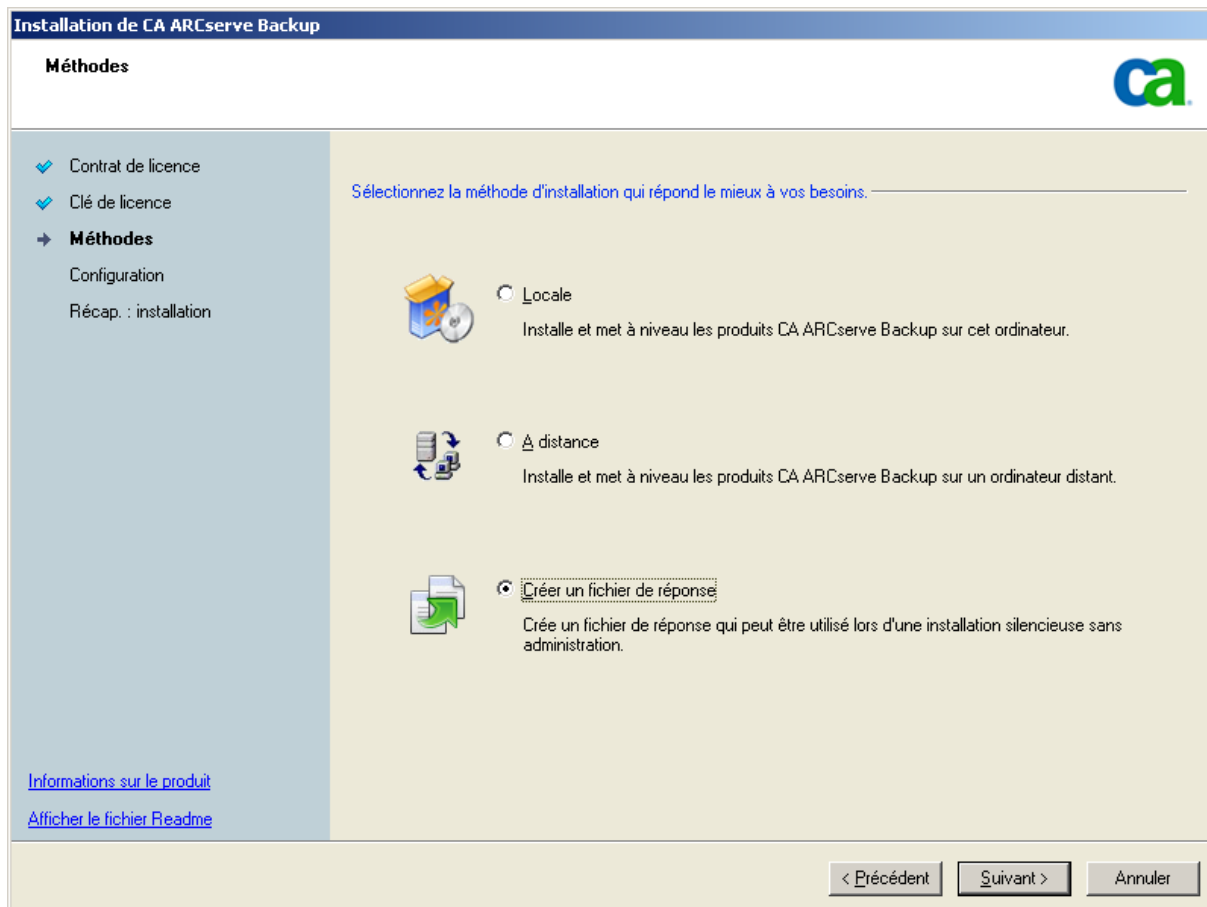 Installation de CA ARCserve Backup
Méthodes
ca
Contrat de licence
Clé de licence
Méthodes
Configuration
Récap. : installation
Informations sur le produit
Afficher le fichier Readme
Sélectionnez la méthode d'installation qui répond le mieux à vos besoins.
Locale
Installe et met à niveau les produits CA ARCserve Backup sur cet ordinateur.
A distance
Installe et met à niveau les produits CA ARCserve Backup sur un ordinateur distant.
Créer un fichier de réponse
Crée un fichier de réponse qui peut être utilisé lors d'une installation silencieuse sans
administration.
< Précédent
Suivant >
Annuler